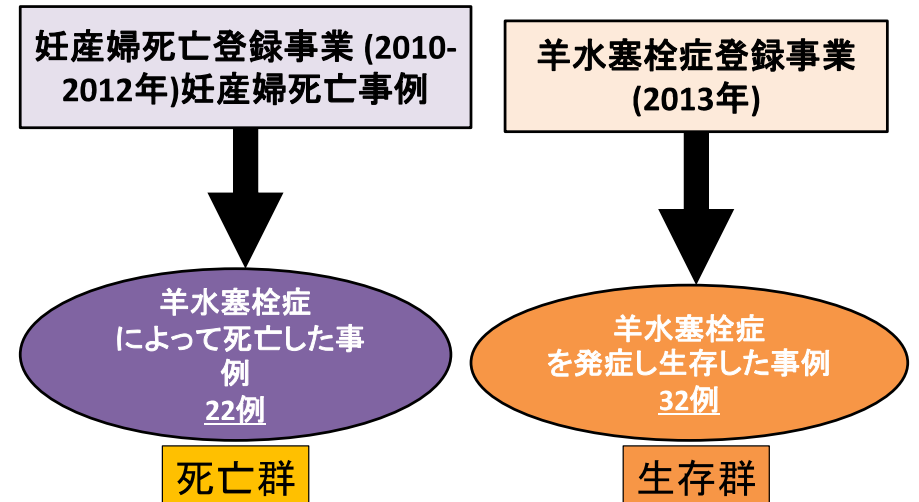 妊産婦死亡登録事業 (2010-
2012年)妊産婦死亡事例
羊水塞栓症
によって死亡した事
例
22例
死亡群
羊水塞栓症登録事業
(2013年)
羊水塞栓症
を発症し生存した事例
32例
生存群